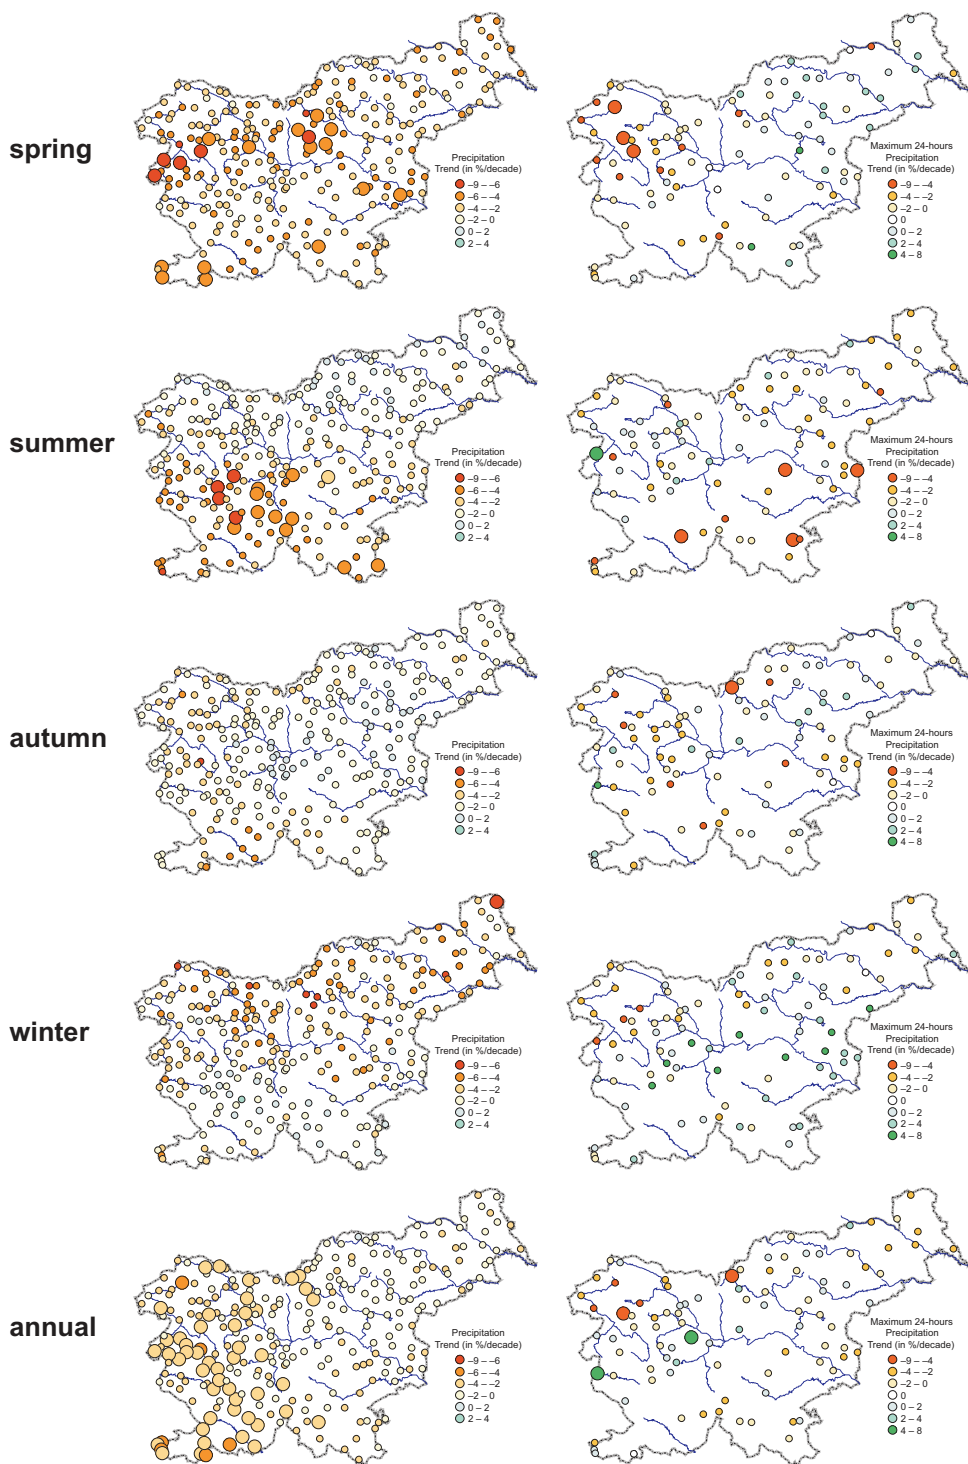 spring
Precipitation
Trend (in %/decade)
–9 – –6
–6 – –4
–4 – –2
–2 – 0
0 – 2
2 – 4
Maximum 24-hours
Precipitation
Trend (in %/decade)
–9 – –4
–4 – –2
–2 – 0
0
0 – 2
2 – 4
4 – 8
summer
Precipitation
Trend (in %/decade)
–9 – –6
–6 – –4
–4 – –2
–2 – 0
0 – 2
2 – 4
Maximum 24-hours
Precipitation
Trend (in %/decade)
–9 – –4
–4 – –2
–2 – 0
0
0 – 2
2 – 4
4 – 8
autumn
Precipitation
Trend (in %/decade)
–9 – –6
–6 – –4
–4 – –2
–2 – 0
0 – 2
2 – 4
Maximum 24-hours
Precipitation
Trend (in %/decade)
–9 – –4
–4 – –2
–2 – 0
0
0 – 2
2 – 4
4 – 8
winter
Precipitation
Trend (in %/decade)
–9 – –6
–6 – –4
–4 – –2
–2 – 0
0 – 2
2 – 4
Maximum 24-hours
Precipitation
Trend (in %/decade)
–9 – –4
–4 – –2
–2 – 0
0
0 – 2
2 – 4
4 – 8
annual
Precipitation
Trend (in %/decade)
–9 – –6
–6 – –4
–4 – –2
–2 – 0
0 – 2
2 – 4
Maximum 24-hours
Precipitation
Trend (in %/decade)
–9 – –4
–4 – –2
–2 – 0
0
0 – 2
2 – 4
4 – 8